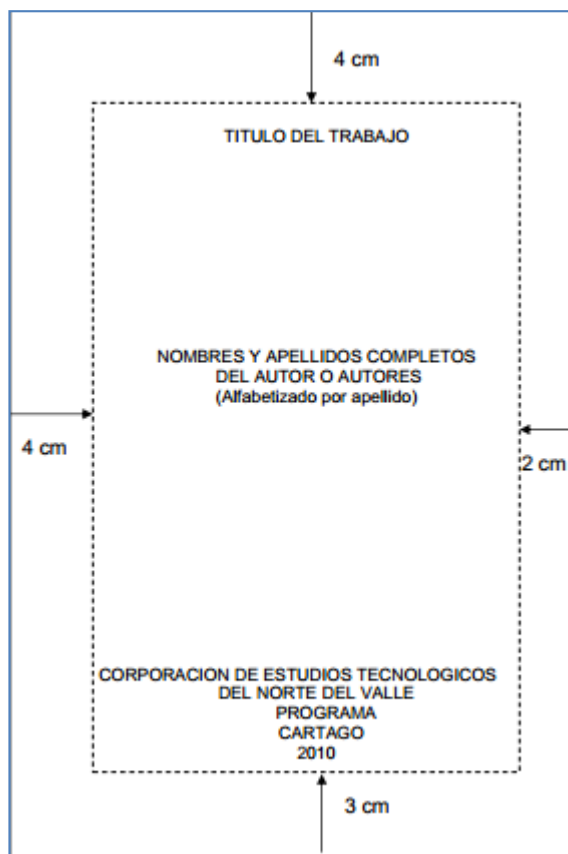 4 cm
TITULO DEL TRABAJO
NOMBRES Y APELLIDOS COMPLETOS
DEL AUTOR O AUTORES
(Alfabetizado por apellido)
4 cm
2 cm
CORPORACION DE ESTUDIOS TECNOLOGICOS
DEL NORTE DEL VALLE
PROGRAMA
CARTAGO
2010
3 cm